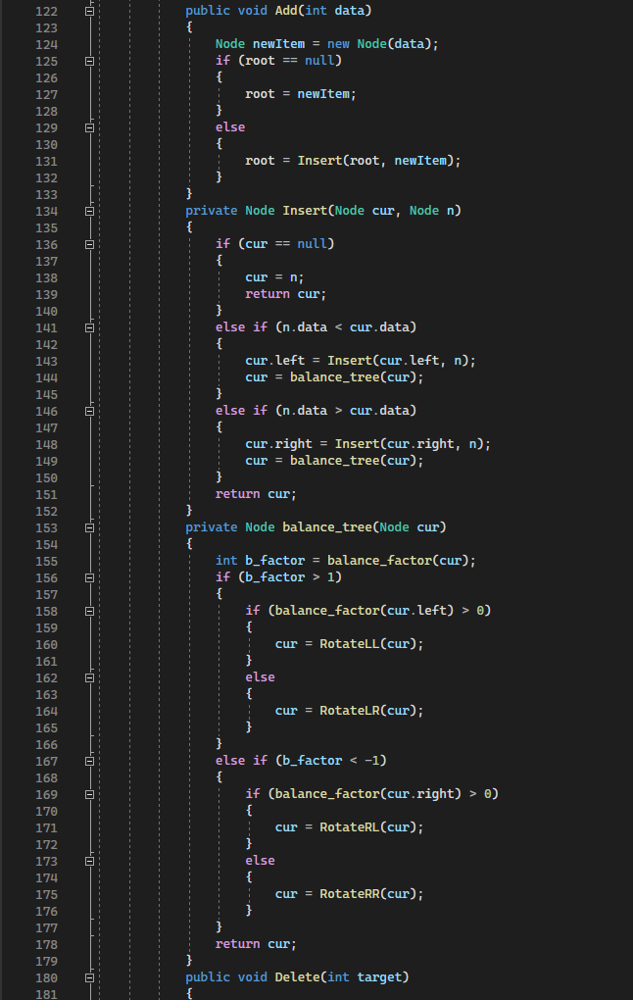 122 public void Add(int data)
123 {
124 Node newItem = new Node(data);
125 if (root == null)
126 {
127 root = newItem;
128 }
129 else
130 {
131 root = Insert(root, newItem);
132 }
133 }
134 private Node Insert(Node cur, Node n)
135 {
136 if (cur == null)
137 {
138 cur = n;
139 return cur;
140 }
141 else if (n.data < cur.data)
142 {
143 cur.left = Insert(cur.left, n);
144 cur = balance_tree(cur);
145 }
146 else if (n.data > cur.data)
147 {
148 cur.right = Insert(cur.right, n);
149 cur = balance_tree(cur);
150 }
151 return cur;
152 }
153 private Node balance_tree(Node cur)
154 {
155 int b_factor = balance_factor(cur);
156 if (b_factor > 1)
157 {
158 if (balance_factor(cur.left) > 0)
159 {
160 cur = RotateLL(cur);
161 }
162 else
163 {
164 cur = RotateLR(cur);
165 }
166 }
167 else if (b_factor < -1)
168 {
169 if (balance_factor(cur.right) > 0)
170 {
171 cur = RotateRL(cur);
172 }
173 else
174 {
175 cur = RotateRR(cur);
176 }
177 }
178 return cur;
179 }
180 public void Delete(int target)
181 {